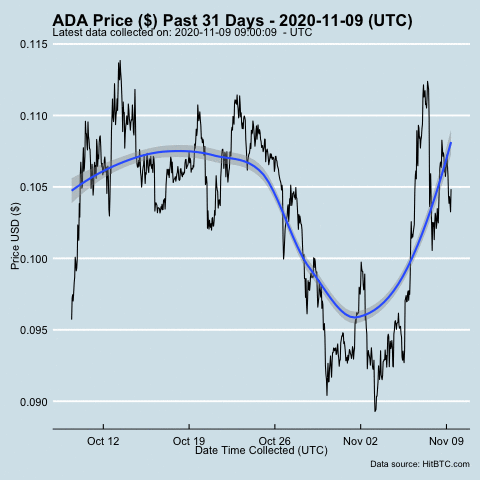 ADA Price ($) Past 31 Days - 2020-11-09 (UTC)
Latest data collected on: 2020-11-09 09:00:09 - UTC
0.115
0.110
0.105
0.100
0.095
0.090
Price USD ($)
Oct 12 Oct 19 Oct 26 Nov 02 Nov 09
Date Time Collected (UTC)
Data source: HitBTC.com